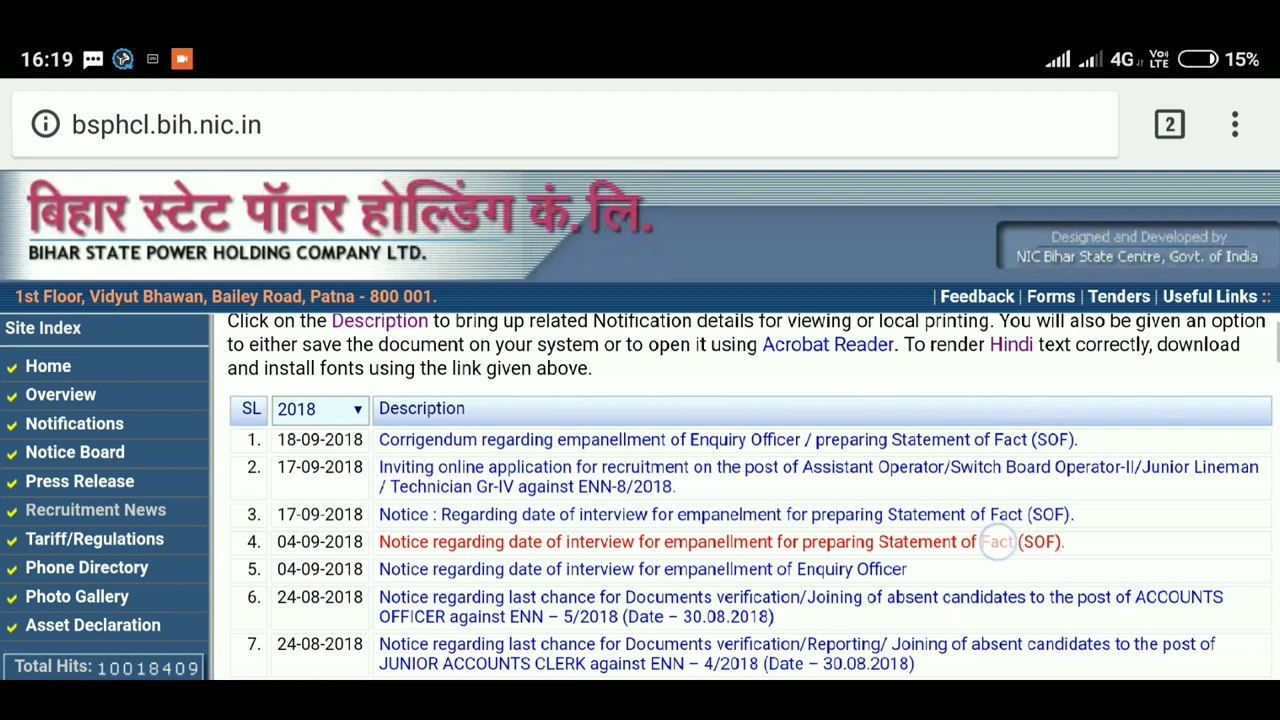 16:19 4G VoLTE 15%
bsphcl.bih.nic.in 2
बिहार स्टेट पॉवर होल्डिंग कं.लि.
BIHAR STATE POWER HOLDING COMPANY LTD.
Designed and Developed by
NIC Bihar State Centre, Govt. of India
1st Floor, Vidyut Bhawan, Bailey Road, Patna - 800 001. | Feedback | Forms | Tenders | Useful Links ::
Site Index
Home
Overview
Notifications
Notice Board
Press Release
Recruitment News
Tariff/Regulations
Phone Directory
Photo Gallery
Asset Declaration
Total Hits: 10018409
Click on the Description to bring up related Notification details for viewing or local printing. You will also be given an option
to either save the document on your system or to open it using Acrobat Reader. To render Hindi text correctly, download
and install fonts using the link given above.
SL 2018 Description
1. 18-09-2018 Corrigendum regarding empanellment of Enquiry Officer / preparing Statement of Fact (SOF).
2. 17-09-2018 Inviting online application for recruitment on the post of Assistant Operator/Switch Board Operator-II/Junior Lineman
/ Technician Gr-IV against ENN-8/2018.
3. 17-09-2018 Notice : Regarding date of interview for empanelment for preparing Statement of Fact (SOF).
4. 04-09-2018 Notice regarding date of interview for empanellment for preparing Statement of Fact (SOF).
5. 04-09-2018 Notice regarding date of interview for empanellment of Enquiry Officer
6. 24-08-2018 Notice regarding last chance for Documents verification/Joining of absent candidates to the post of ACCOUNTS
OFFICER against ENN – 5/2018 (Date – 30.08.2018)
7. 24-08-2018 Notice regarding last chance for Documents verification/Reporting/ Joining of absent candidates to the post of
JUNIOR ACCOUNTS CLERK against ENN – 4/2018 (Date – 30.08.2018)